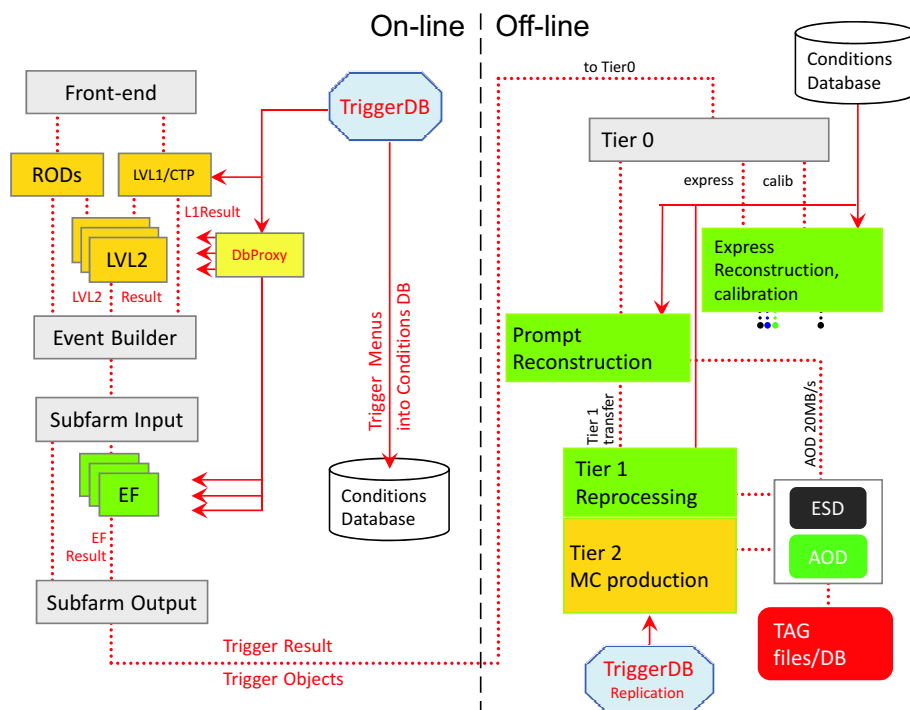 On-line
Off-line
Front-end
TriggerDB
to Tier0
Conditions
Database
RODs
LVL1/CTP
Tier 0
express
calib
L1Result
LVL2
DbProxy
LVL2 Result
Express
Reconstruction,
calibration
Event Builder
Trigger Menus
into Conditions DB
Prompt
Reconstruction
Subfarm Input
Tier 1
transfer
AOD 20MB/s
EF
Conditions
Database
Tier 1
Reprocessing
ESD
EF
Result
Tier 2
MC production
AOD
Subfarm Output
Trigger Result
Trigger Objects
TAG
files/DB
TriggerDB
Replication